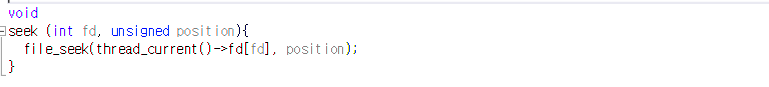 void
seek (int fd, unsigned position){
  file_seek(thread_current()->fd[fd], position);
}